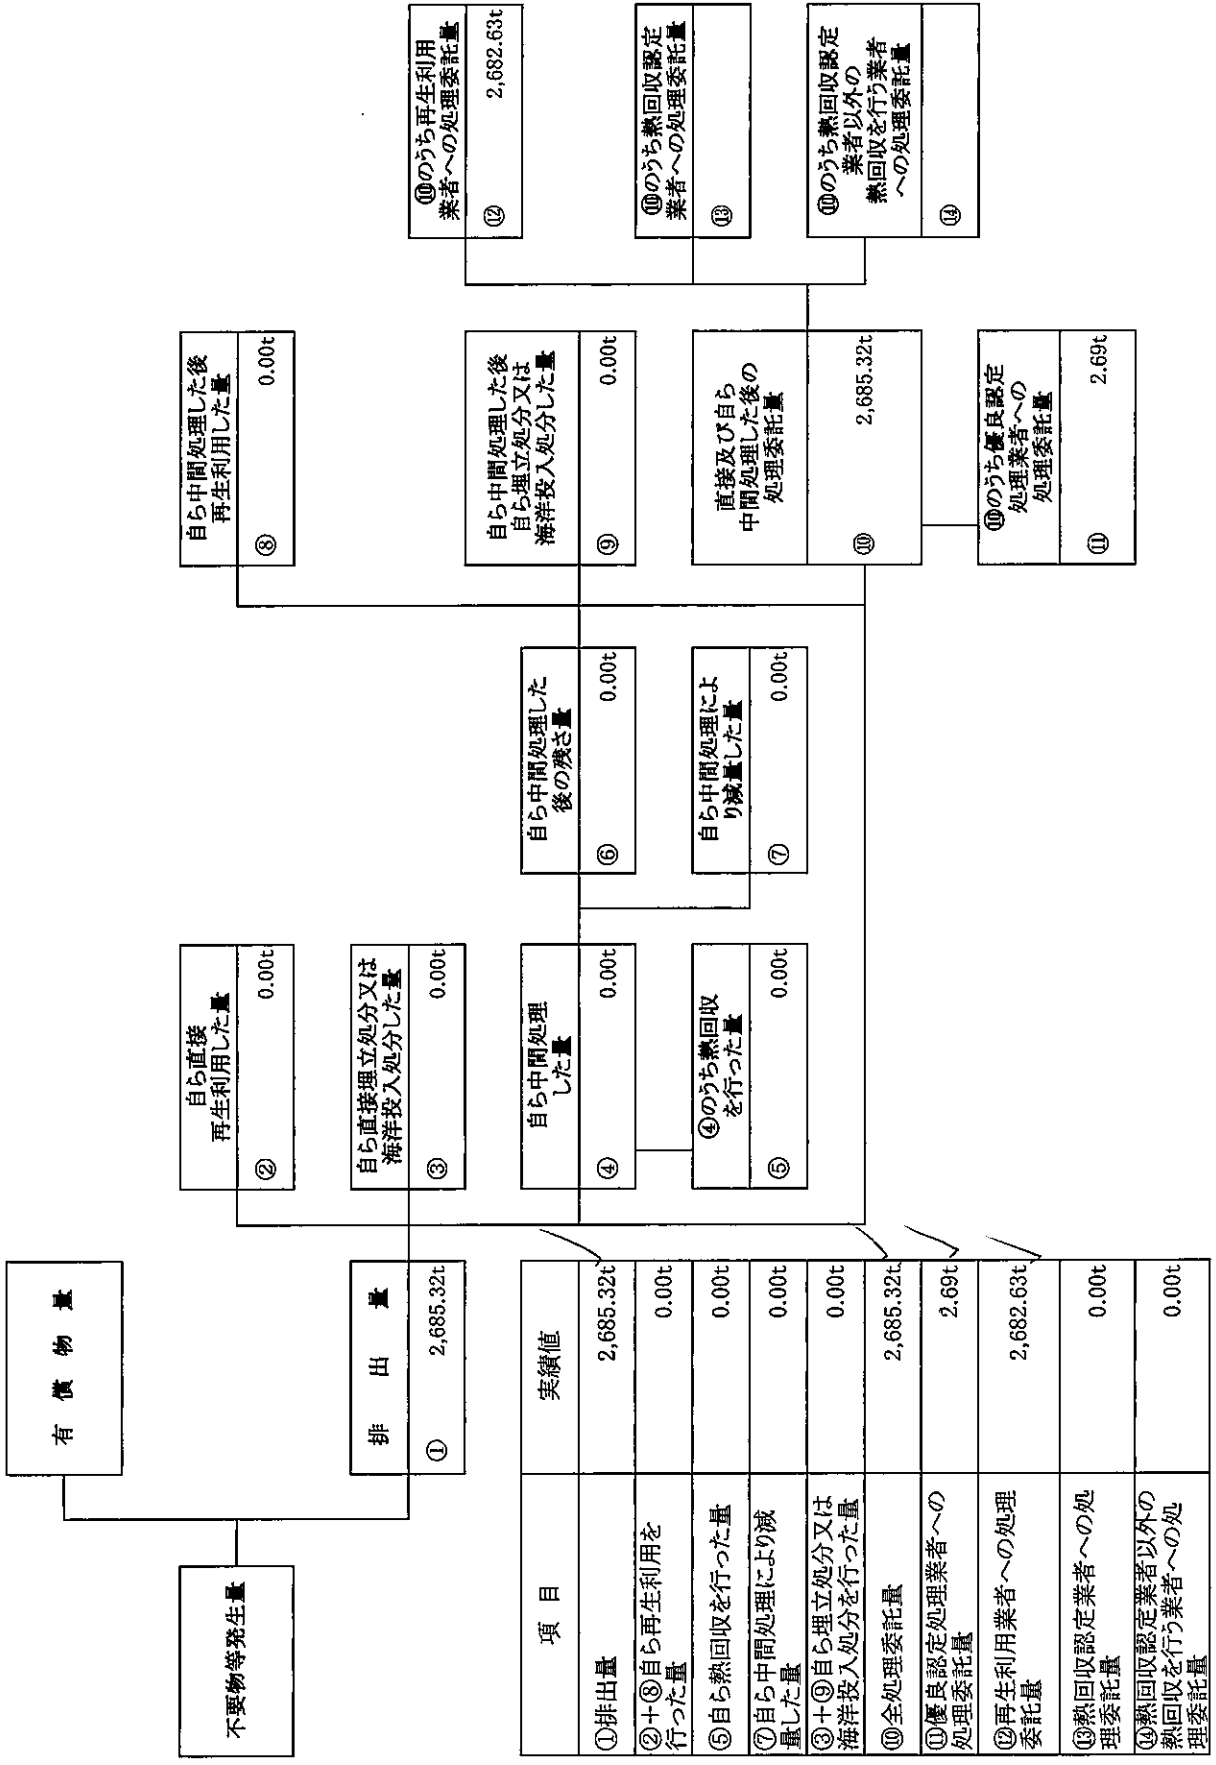 不要物等発生量
有償物量
排出量
① 2,685.32t
自ら直接
再生利用した量
② 0.00t
自ら直接埋立処分又は
海洋投入処分した量
③ 0.00t
自ら中間処理
した量
④ 0.00t
④のうち熱回収
を行った量
⑤ 0.00t
自ら中間処理した
後の残さ量
⑥ 0.00t
自ら中間処理によ
り減量した量
⑦ 0.00t
自ら中間処理した後
再生利用した量
⑧ 0.00t
自ら中間処理した後
自ら埋立処分又は
海洋投入処分した量
⑨ 0.00t
直接及び自ら
中間処理した後の
処理委託量
⑩ 2,685.32t
⑩のうち優良認定
処理業者への
処理委託量
⑪ 2.69t
⑩のうち再生利用
業者への処理委託量
⑫ 2,682.63t
⑩のうち熱回収認定
業者への処理委託量
⑬
⑩のうち熱回収認定
業者以外の
熱回収を行う業者
への処理委託量
⑭
項目 実績値
①排出量 2,685.32t
②+⑧自ら再生利用を
行った量 0.00t
⑤自ら熱回収を行った量 0.00t
⑦自ら中間処理により減
量した量 0.00t
③+⑨自ら埋立処分又は
海洋投入処分を行った量 0.00t
⑩全処理委託量 2,685.32t
⑪優良認定処理業者への
処理委託量 2.69t
⑫再生利用業者への処理
委託量 2,682.63t
⑬熱回収認定業者への処
理委託量 0.00t
⑭熱回収認定業者以外の
熱回収を行う業者への処
理委託量 0.00t